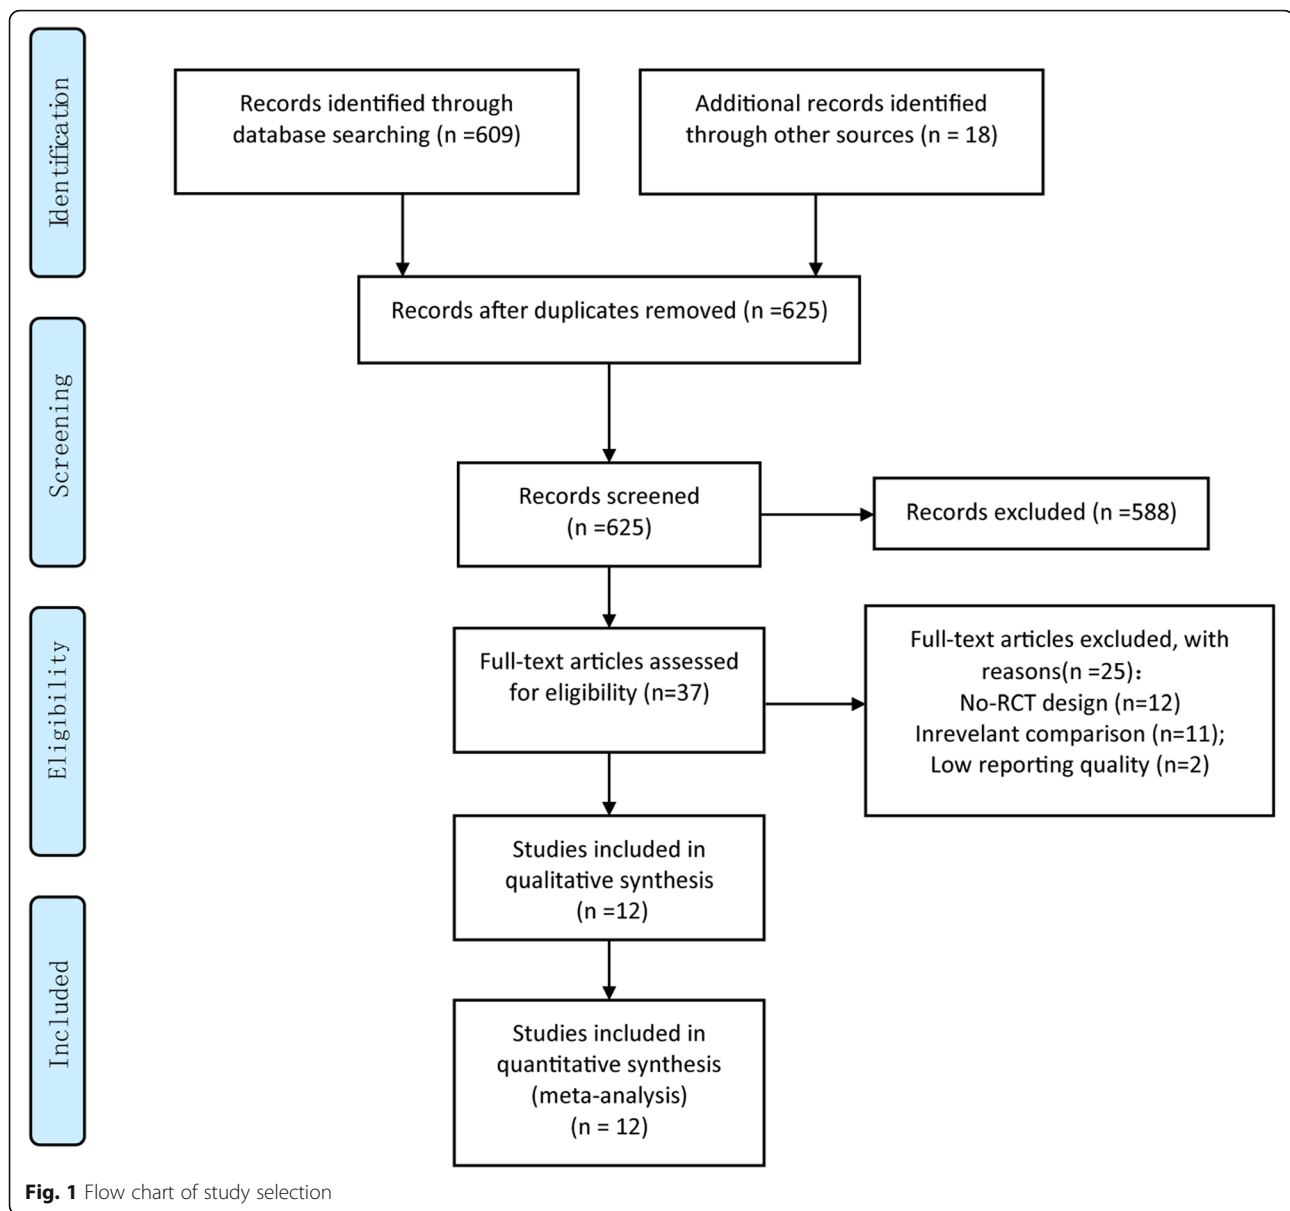 Identification
Records identified through
database searching (n =609)
Additional records identified
through other sources (n = 18)
Records after duplicates removed (n =625)
Screening
Records screened
(n =625)
Records excluded (n =588)
Eligibility
Full-text articles assessed
for eligibility (n=37)
Full-text articles excluded, with
reasons(n =25)：
No-RCT design (n=12)
Inrevelant comparison (n=11);
Low reporting quality (n=2)
Studies included in
qualitative synthesis
(n =12)
Included
Studies included in
quantitative synthesis
(meta-analysis)
(n = 12)
Fig. 1 Flow chart of study selection